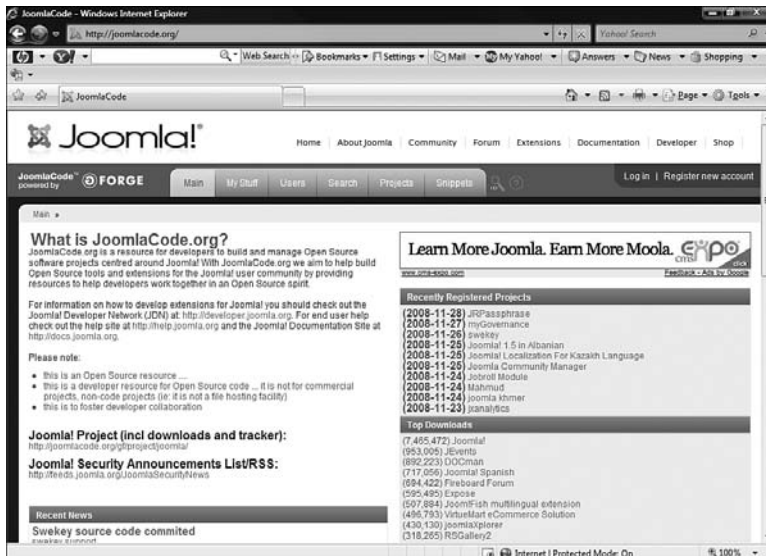 JoomlaCode - Windows Internet Explorer
http://joomlacode.org/
Yahoo! Search
Web Search
Bookmarks
Settings
Mail
My Yahoo!
Answers
News
Shopping
JoomlaCode
Page
Tools
Joomla!®
Home
About Joomla
Community
Forum
Extensions
Documentation
Developer
Shop
JoomlaCode™
powered by
FORGE
Main
My Stuff
Users
Search
Projects
Snippets
Log in | Register new account
Main
What is JoomlaCode.org?
JoomlaCode.org is a resource for developers to build and manage Open Source
software projects centred around Joomla! With JoomlaCode.org we aim to help build
Open Source tools and extensions for the Joomla! user community by providing
resources to help developers work together in an Open Source spirit.
For information on how to develop extensions for Joomla! you should check out the
Joomla! Developer Network (JDN) at: http://developer.joomla.org. For end user help
check out the help site at http://help.joomla.org and the Joomla! Documentation Site at
http://docs.joomla.org.
Please note:
this is an Open Source resource ...
this is a developer resource for Open Source code ... it is not for commercial
projects, non-code projects (ie: it is not a file hosting facility)
this is to foster developer collaboration
Joomla! Project (incl downloads and tracker):
http://joomlacode.org/gf/project/joomla/
Joomla! Security Announcements List/RSS:
http://feeds.joomla.org/JoomlaSecurityNews
Recent News
Swekey source code commited
swekey support
Learn More Joomla. Earn More Moola.
cms expo
click
www.cms-expo.com
Feedback - Ads by Google
Recently Registered Projects
(2008-11-28) JRPassphrase
(2008-11-27) myGovernance
(2008-11-26) swekey
(2008-11-25) Joomla! 1.5 in Albanian
(2008-11-25) Joomla! Localization For Kazakh Language
(2008-11-25) Joomla Community Manager
(2008-11-24) Jobroll Module
(2008-11-24) Mahmud
(2008-11-24) joomla khmer
(2008-11-23) jxanalytics
Top Downloads
(7,465,472) Joomla!
(953,005) JEvents
(892,223) DOCman
(717,056) Joomla! Spanish
(694,422) Fireboard Forum
(595,495) Expose
(507,884) Joom!Fish multilingual extension
(496,793) VirtueMart eCommerce Solution
(430,130) joomlaXplorer
(318,265) RSGallery2
Internet | Protected Mode: On
100%